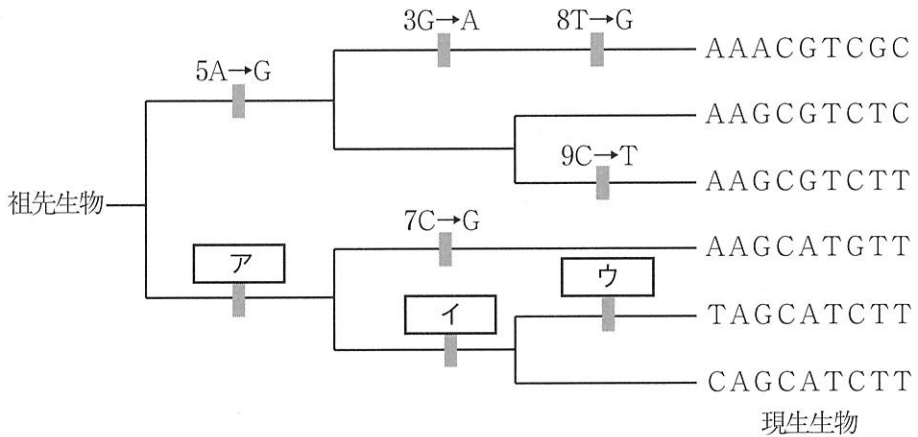 3G→A
8T→G
AAACGTCGC
5A→G
AAGCGTCTC
9C→T
AAGCGTCTT
祖先生物
7C→G
AAGCATGTT
ア
ウ
TAGCATCTT
イ
CAGCATCTT
現生生物